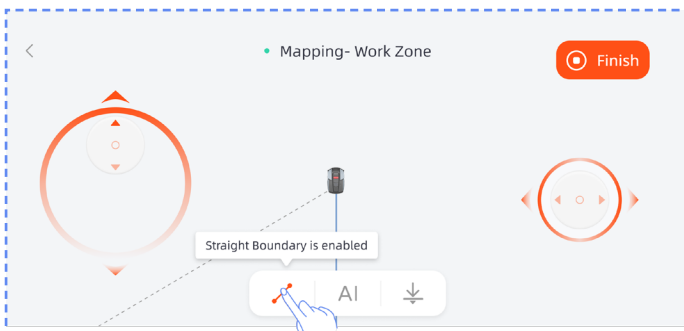 Mapping- Work Zone
Finish
Straight Boundary is enabled
AI